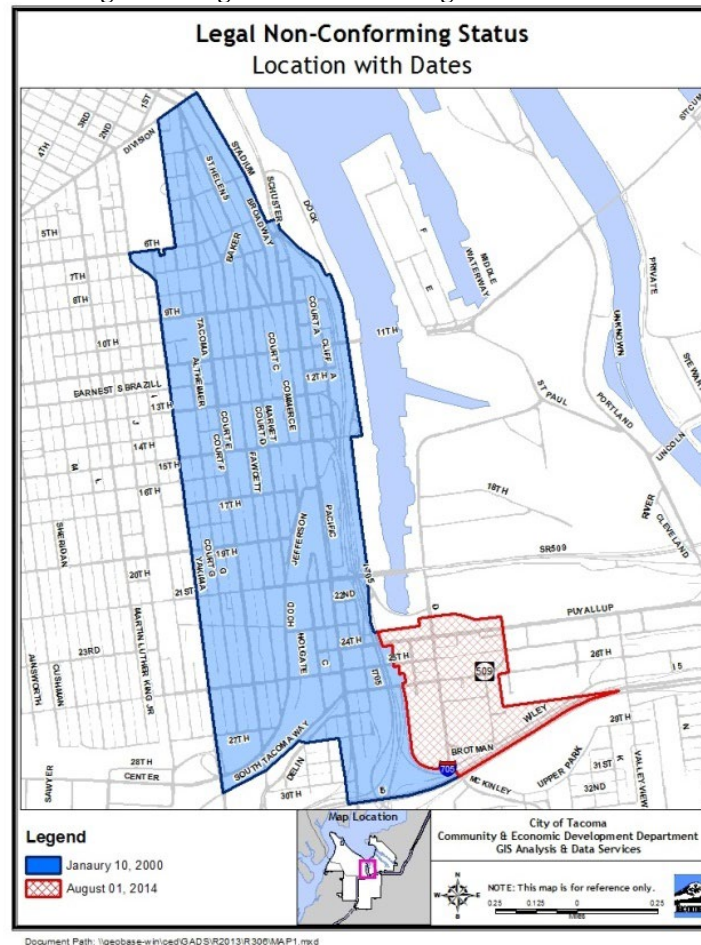 Legal Non-Conforming Status
Location with Dates
1ST
2ND
3RD
4TH
DIVISION
STADIUM
SCHUSTER
DOCK
ST HELENS
BROADWAY
BAKER
5TH
6TH
7TH
8TH
9TH
10TH
11TH
F
E
MIDDLE
WATERWAY
PRIVATE
UNKNOWN
COURT A
CLIFF
A
COURT C
12TH
TACOMA
ALTHEIMER
COMMERCE
MARKET
COURT D
EARNEST S BRAZILL
13TH
I
J
L
M
14TH
15TH
16TH
17TH
COURT E
COURT F
FAWCETT
ST PAUL
PORTLAND
LINCOLN
RIVER
CLEVELAND
18TH
SR509
JEFFERSON
PACIFIC
SHERIDAN
19TH
COURT G
G
YAKIMA
20TH
21ST
22ND
I705
HOOD
HOLGATE
C
D
PUYALLUP
24TH
25TH
26TH
I705
509
I 5
23RD
AINSWORTH
CUSHMAN
MARTIN LUTHER KING JR
WILEY
BROTMAN
28TH
N
27TH
SOUTH TACOMA WAY
DELIN
705
MCKINLEY
UPPER PARK
31ST
K
32ND
VALLEYVIEW
SAWYER
28TH
CENTER
30TH
B
Legend
Janaury 10, 2000
August 01, 2014
Map Location
City of Tacoma
Community & Economic Development Department
GIS Analysis & Data Services
N
W
E
S
NOTE: This map is for reference only.
0.25 0.125 0 0.25
Miles
Document Path: \\geobase-win\ced\GADS\R2013\R306\MAP1.mxd